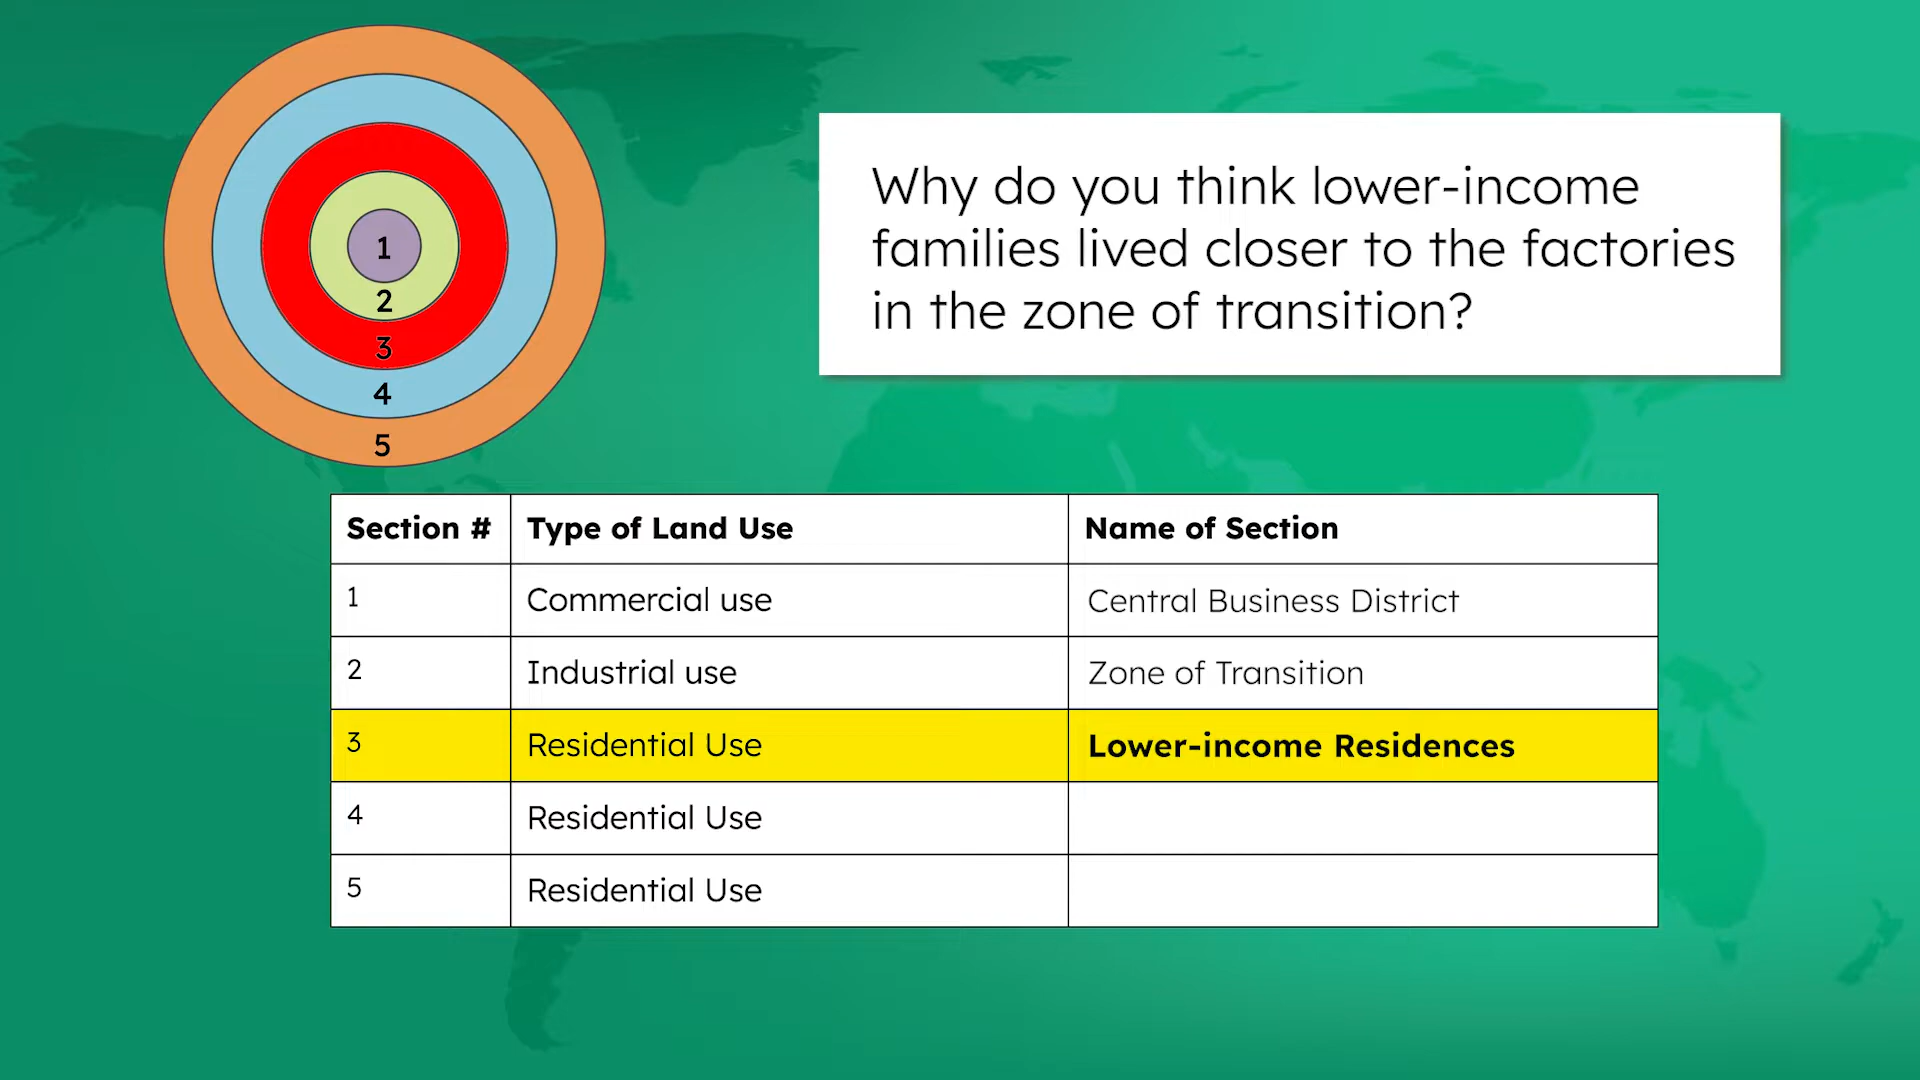 1
2
3
4
5
Why do you think lower-income
families lived closer to the factories
in the zone of transition?
Section # Type of Land Use Name of Section
1 Commercial use Central Business District
2 Industrial use Zone of Transition
3 Residential Use Lower-income Residences
4 Residential Use
5 Residential Use